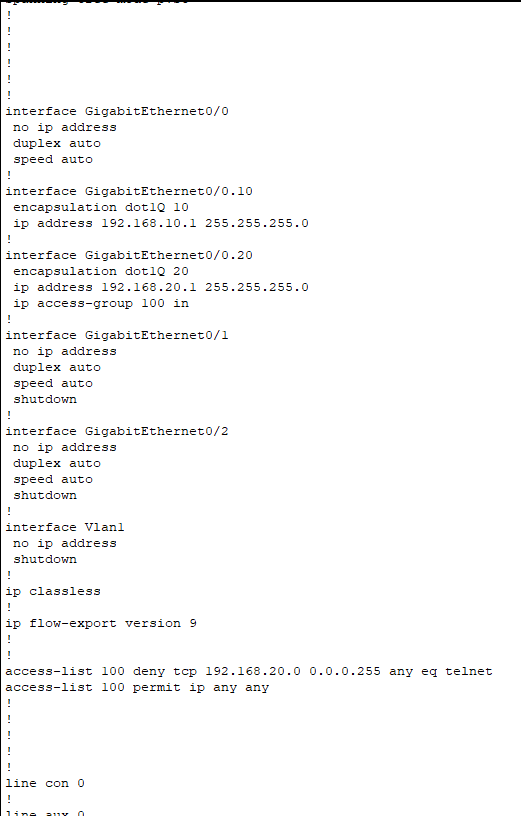 !
!
!
!
!
!
interface GigabitEthernet0/0
 no ip address
 duplex auto
 speed auto
!
interface GigabitEthernet0/0.10
 encapsulation dot1Q 10
 ip address 192.168.10.1 255.255.255.0
!
interface GigabitEthernet0/0.20
 encapsulation dot1Q 20
 ip address 192.168.20.1 255.255.255.0
 ip access-group 100 in
!
interface GigabitEthernet0/1
 no ip address
 duplex auto
 speed auto
 shutdown
!
interface GigabitEthernet0/2
 no ip address
 duplex auto
 speed auto
 shutdown
!
interface Vlan1
 no ip address
 shutdown
!
ip classless
!
ip flow-export version 9
!
!
access-list 100 deny tcp 192.168.20.0 0.0.0.255 any eq telnet
access-list 100 permit ip any any
!
!
!
!
!
line con 0
!
line aux 0